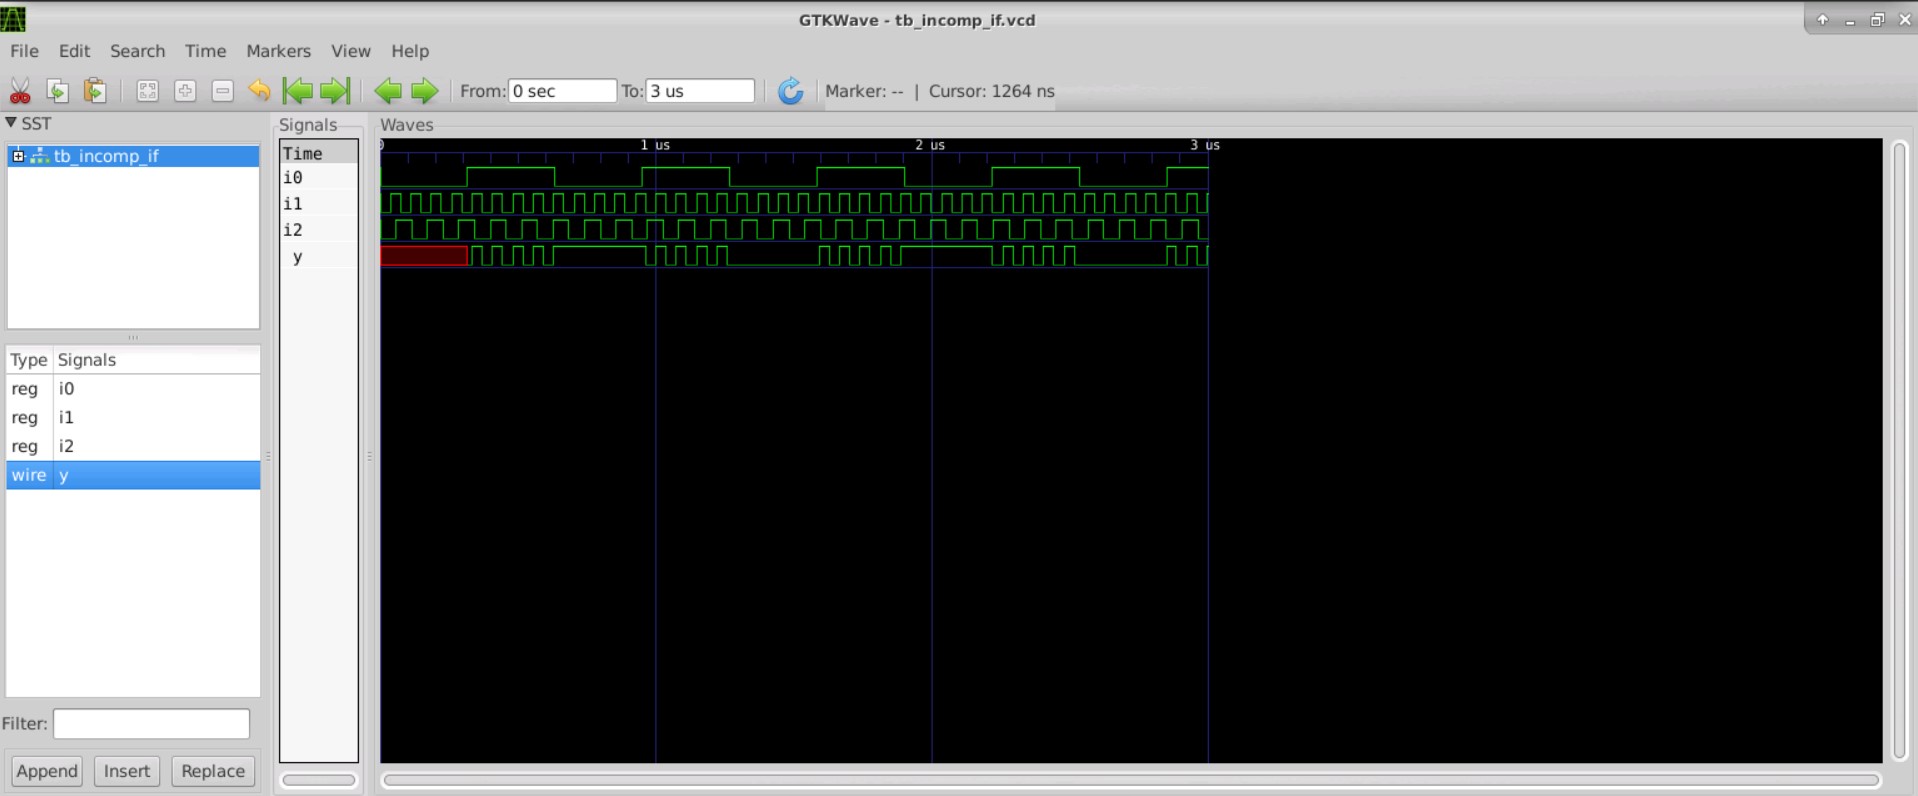 GTKWave - tb_incomp_if.vcd
File Edit Search Time Markers View Help
From: 0 sec To: 3 us Marker: -- | Cursor: 1264 ns
SST
tb_incomp_if
Type Signals
reg i0
reg i1
reg i2
wire y
Filter:
Append Insert Replace
Signals
Time
i0
i1
i2
y
Waves
0 1 us 2 us 3 us